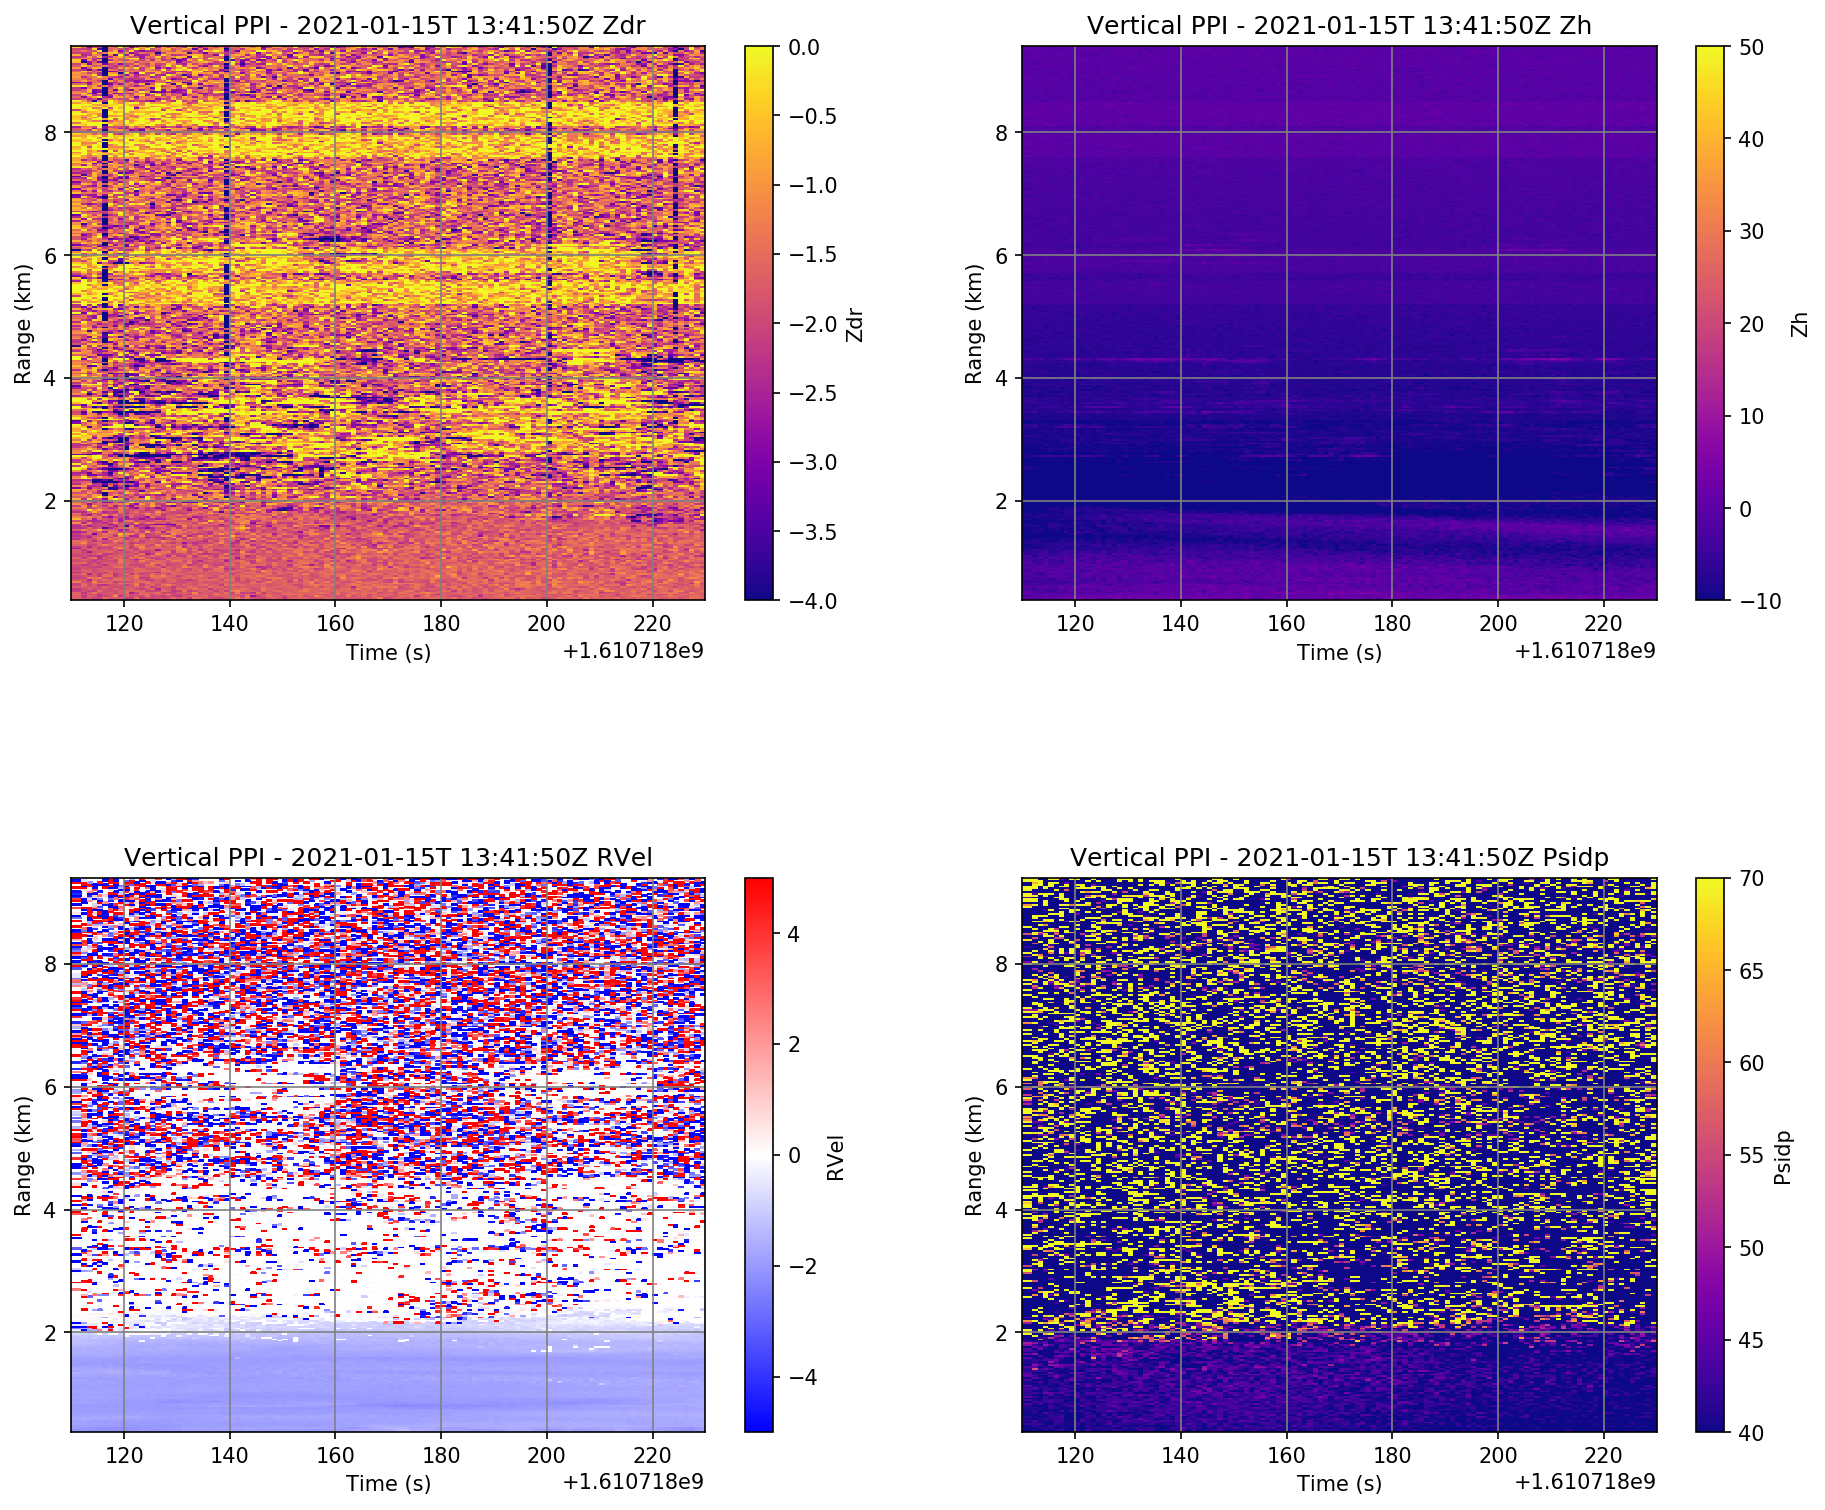 Vertical PPI - 2021-01-15T 13:41:50Z Zdr
0.0
−0.5
−1.0
−1.5
−2.0
−2.5
−3.0
−3.5
−4.0
Zdr
8
6
4
2
Range (km)
120 140 160 180 200 220
Time (s)
+1.610718e9
Vertical PPI - 2021-01-15T 13:41:50Z Zh
50
40
30
20
10
0
−10
Zh
8
6
4
2
Range (km)
120 140 160 180 200 220
Time (s)
+1.610718e9
Vertical PPI - 2021-01-15T 13:41:50Z RVel
4
2
0
−2
−4
RVel
8
6
4
2
Range (km)
120 140 160 180 200 220
Time (s)
+1.610718e9
Vertical PPI - 2021-01-15T 13:41:50Z Psidp
70
65
60
55
50
45
40
Psidp
8
6
4
2
Range (km)
120 140 160 180 200 220
Time (s)
+1.610718e9